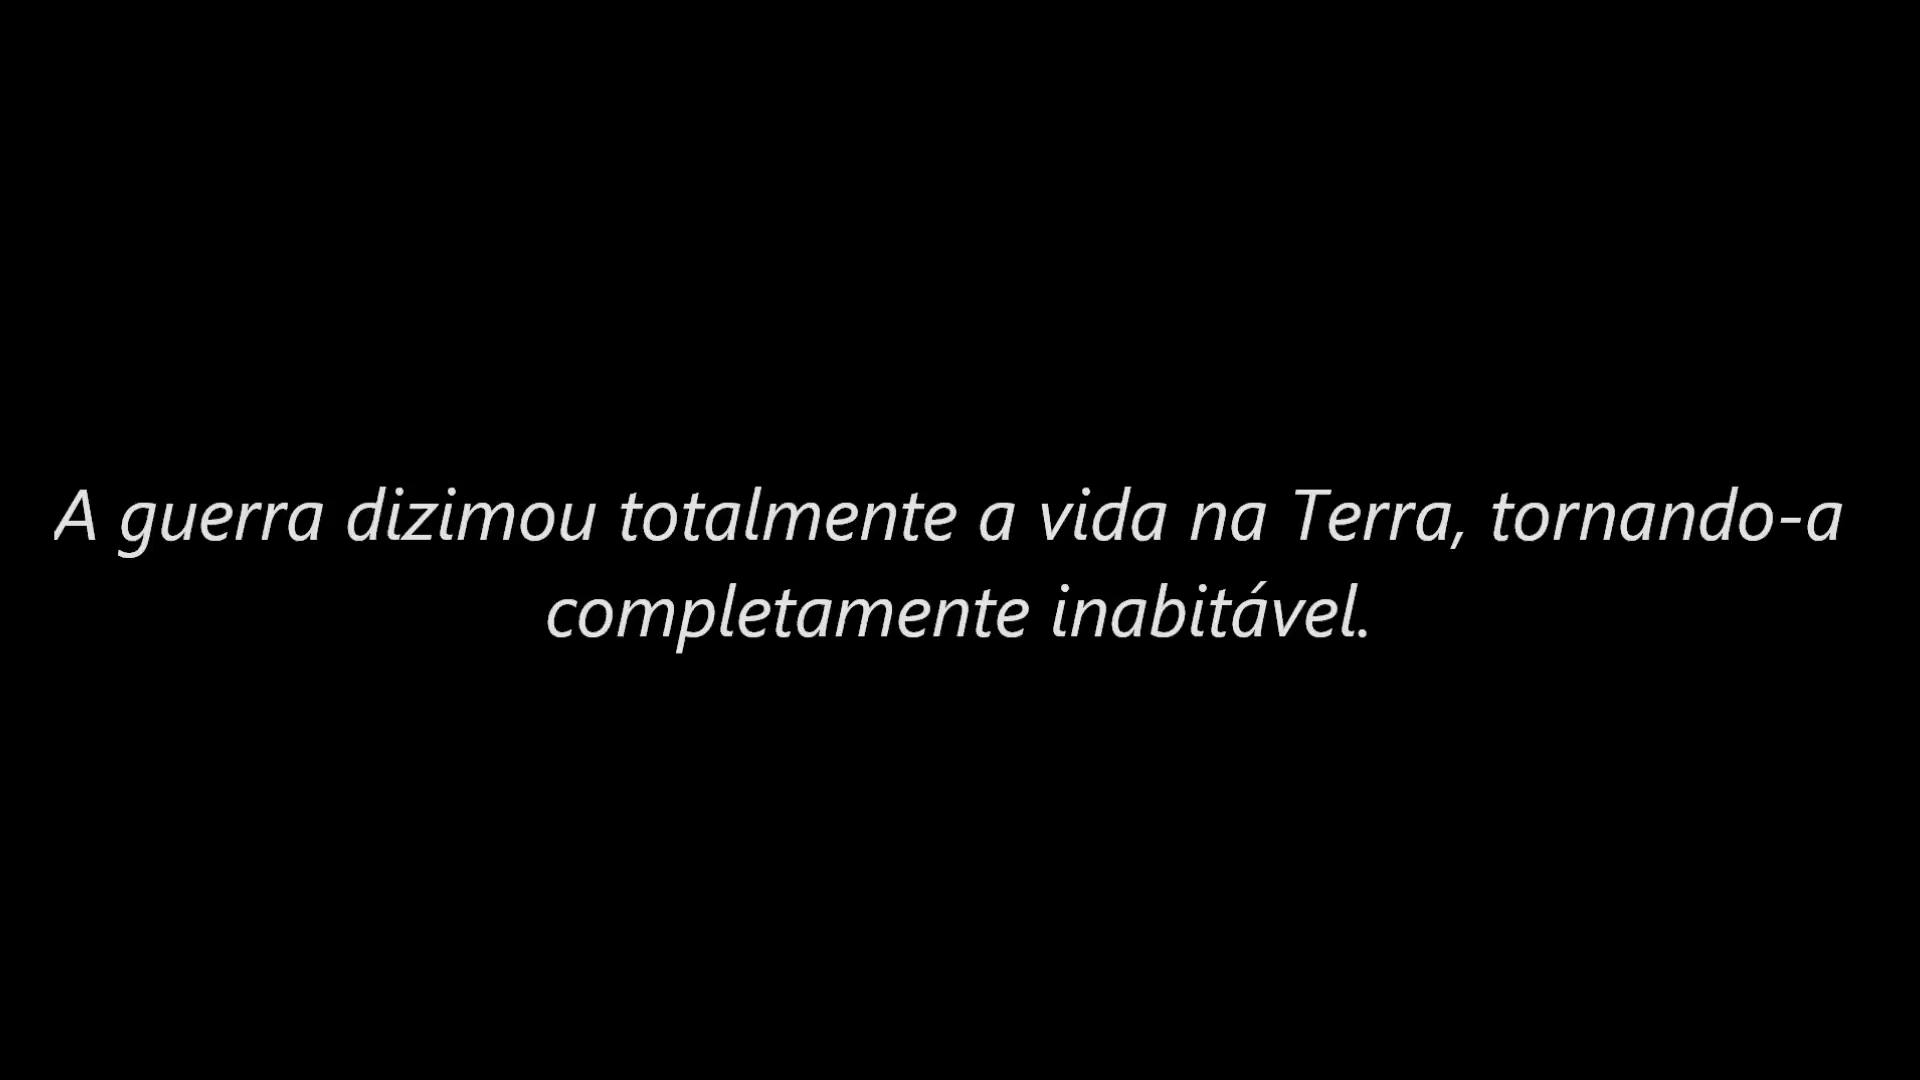 A guerra dizimou totalmente a vida na Terra, tornando-a
completamente inabitável.